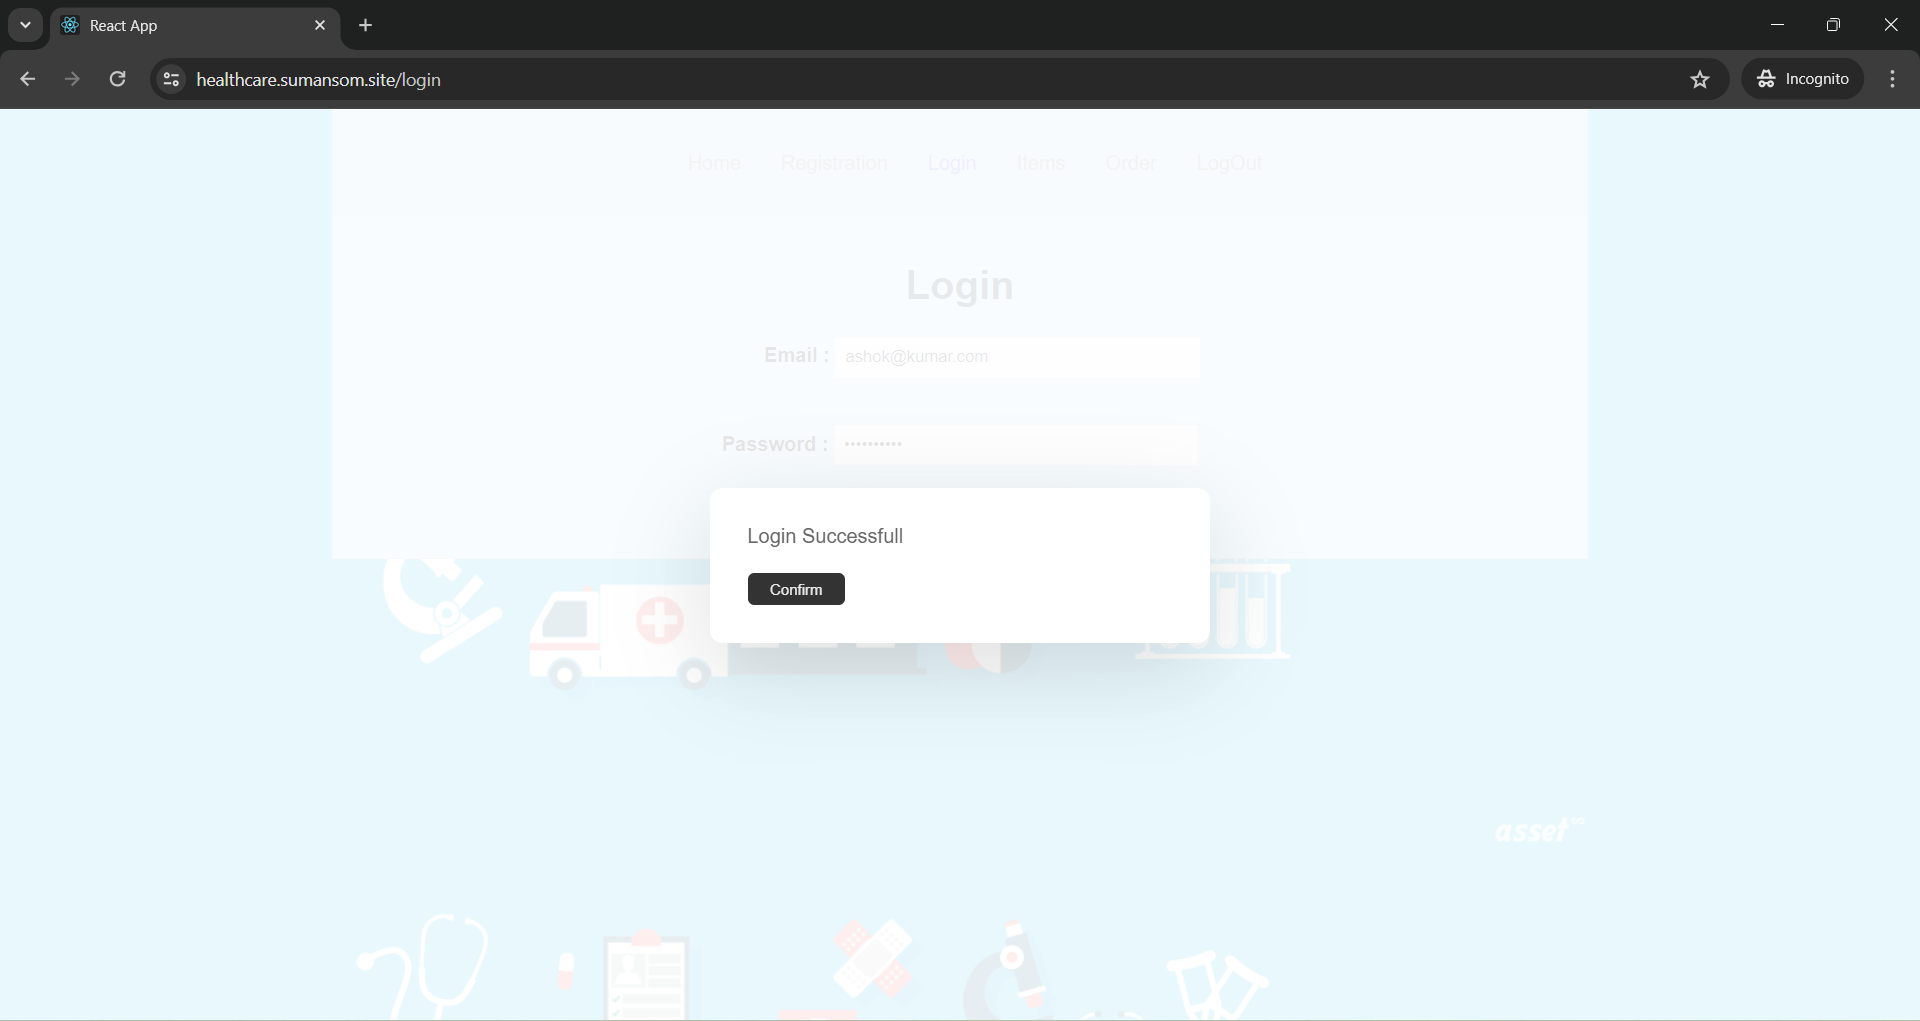 React App
healthcare.sumansom.site/login
Incognito
Home Registration Login Items Order LogOut
Login
Email : ashok@kumar.com
Password : ••••••••••
Login Successfull
Confirm
asset